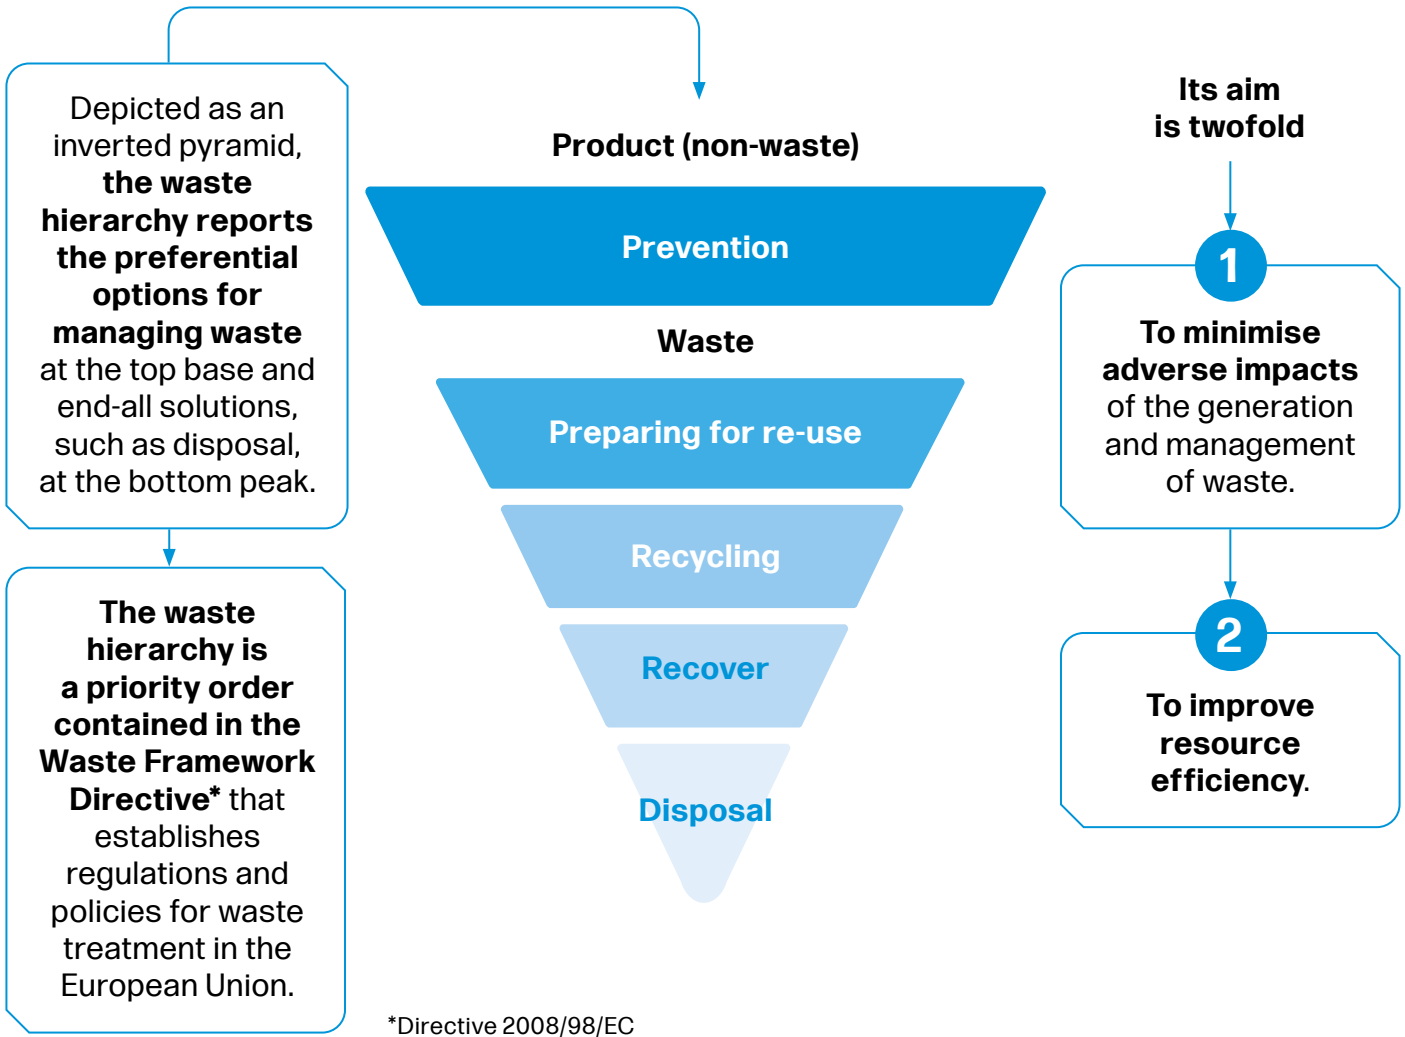 Depicted as an
inverted pyramid,
the waste
hierarchy reports
the preferential
options for
managing waste
at the top base and
end-all solutions,
such as disposal,
at the bottom peak.
The waste
hierarchy is
a priority order
contained in the
Waste Framework
Directive* that
establishes
regulations and
policies for waste
treatment in the
European Union.
Product (non-waste)
Prevention
Waste
Preparing for re-use
Recycling
Recover
Disposal
*Directive 2008/98/EC
Its aim
is twofold
1
To minimise
adverse impacts
of the generation
and management
of waste.
2
To improve
resource
efficiency.